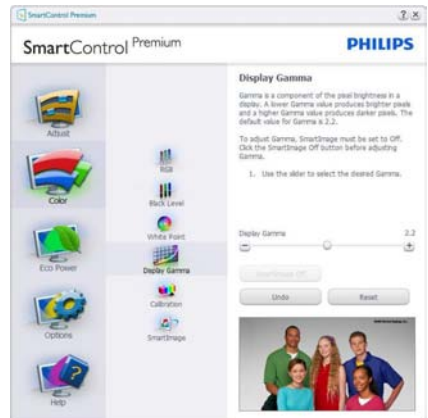 SmartControl Premium
SmartControl Premium
PHILIPS
Adjust
Color
Eco Power
Options
Help
RGB
Black Level
White Point
Display Gamma
Calibration
SmartImage
Display Gamma
Gamma is a component of the pixel brightness in a
display. A lower Gamma value produces brighter pixels
and a higher Gamma value produces darker pixels. The
default value for Gamma is 2.2.
To adjust Gamma, SmartImage must be set to Off.
Click the SmartImage Off button before adjusting
Gamma.
1. Use the slider to select the desired Gamma.
Display Gamma 2.2
SmartImage Off
Undo Reset